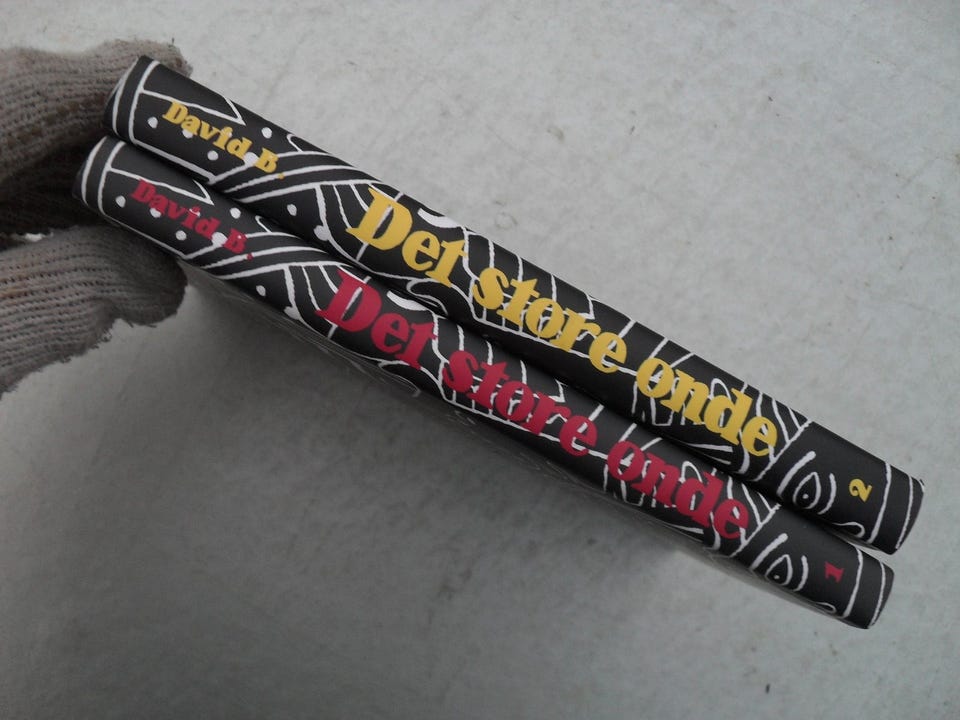 David B. Det store onde 2
David B. Det store onde 1